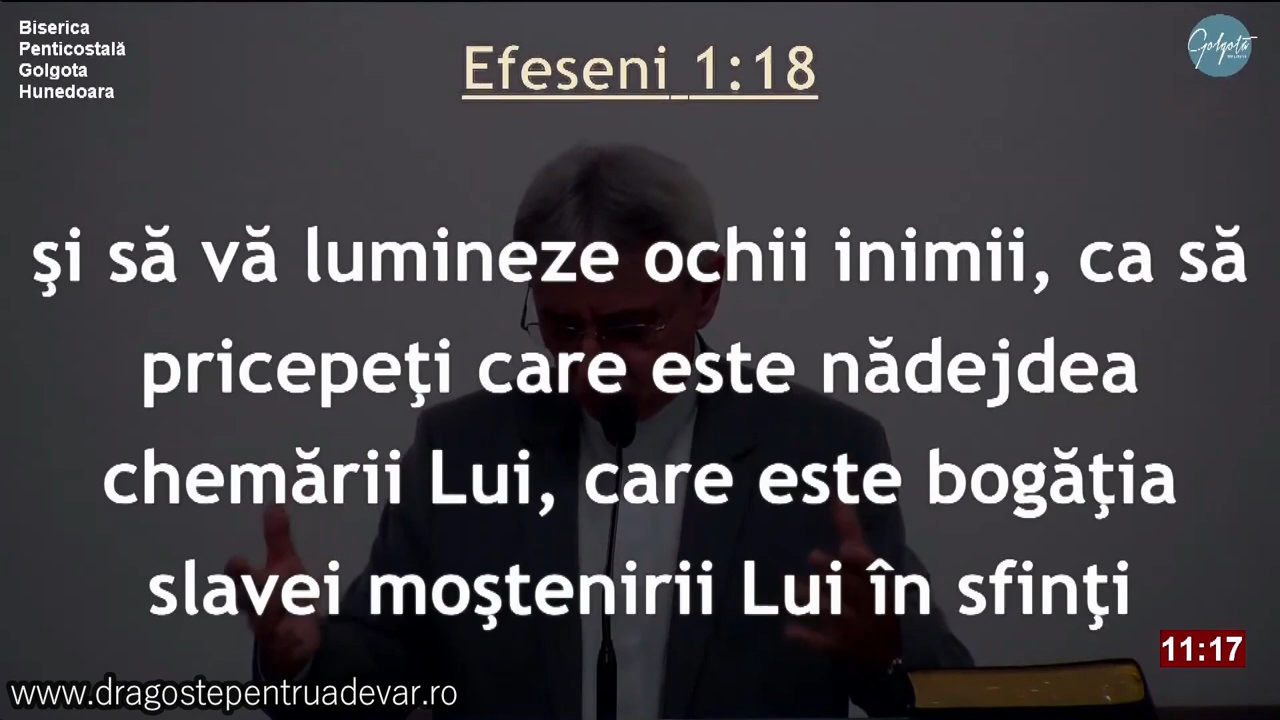 Biserica
Penticostală
Golgota
Hunedoara
Golgota
Efeseni 1:18
şi să vă lumineze ochii inimii, ca să
pricepeţi care este nădejdea
chemării Lui, care este bogăţia
slavei moştenirii Lui în sfinţi
11:17
www.dragostepentruadevar.ro